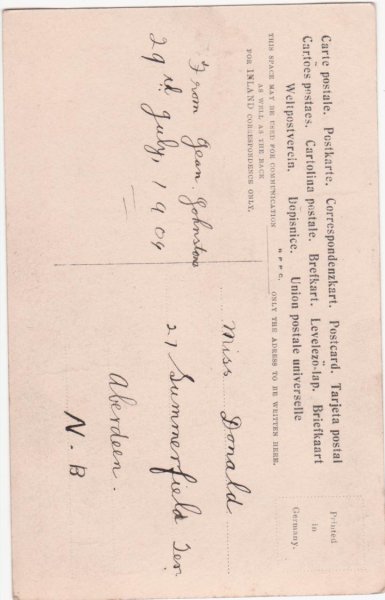 Carte postale. Postkarte. Correspondenzkart. Postcard. Tarjeta postal
Cartões postaes. Cartolina postale. Brefkart. Levelező-lap. Briefkaart
Weltpostverein. Dopisnice. Union postale universelle
THIS SPACE MAY BE USED FOR COMMUNICATION
AS WELL AS THE BACK
FOR INLAND CORRESPONDENCE ONLY.
N.P.P.C.
ONLY THE ADRESS TO BE WRITTEN HERE.
Printed
in
Germany.
From Jean Johnstone
29th July, 1909
Miss Donald
21 Summerfield Ter.
Aberdeen.
N.B